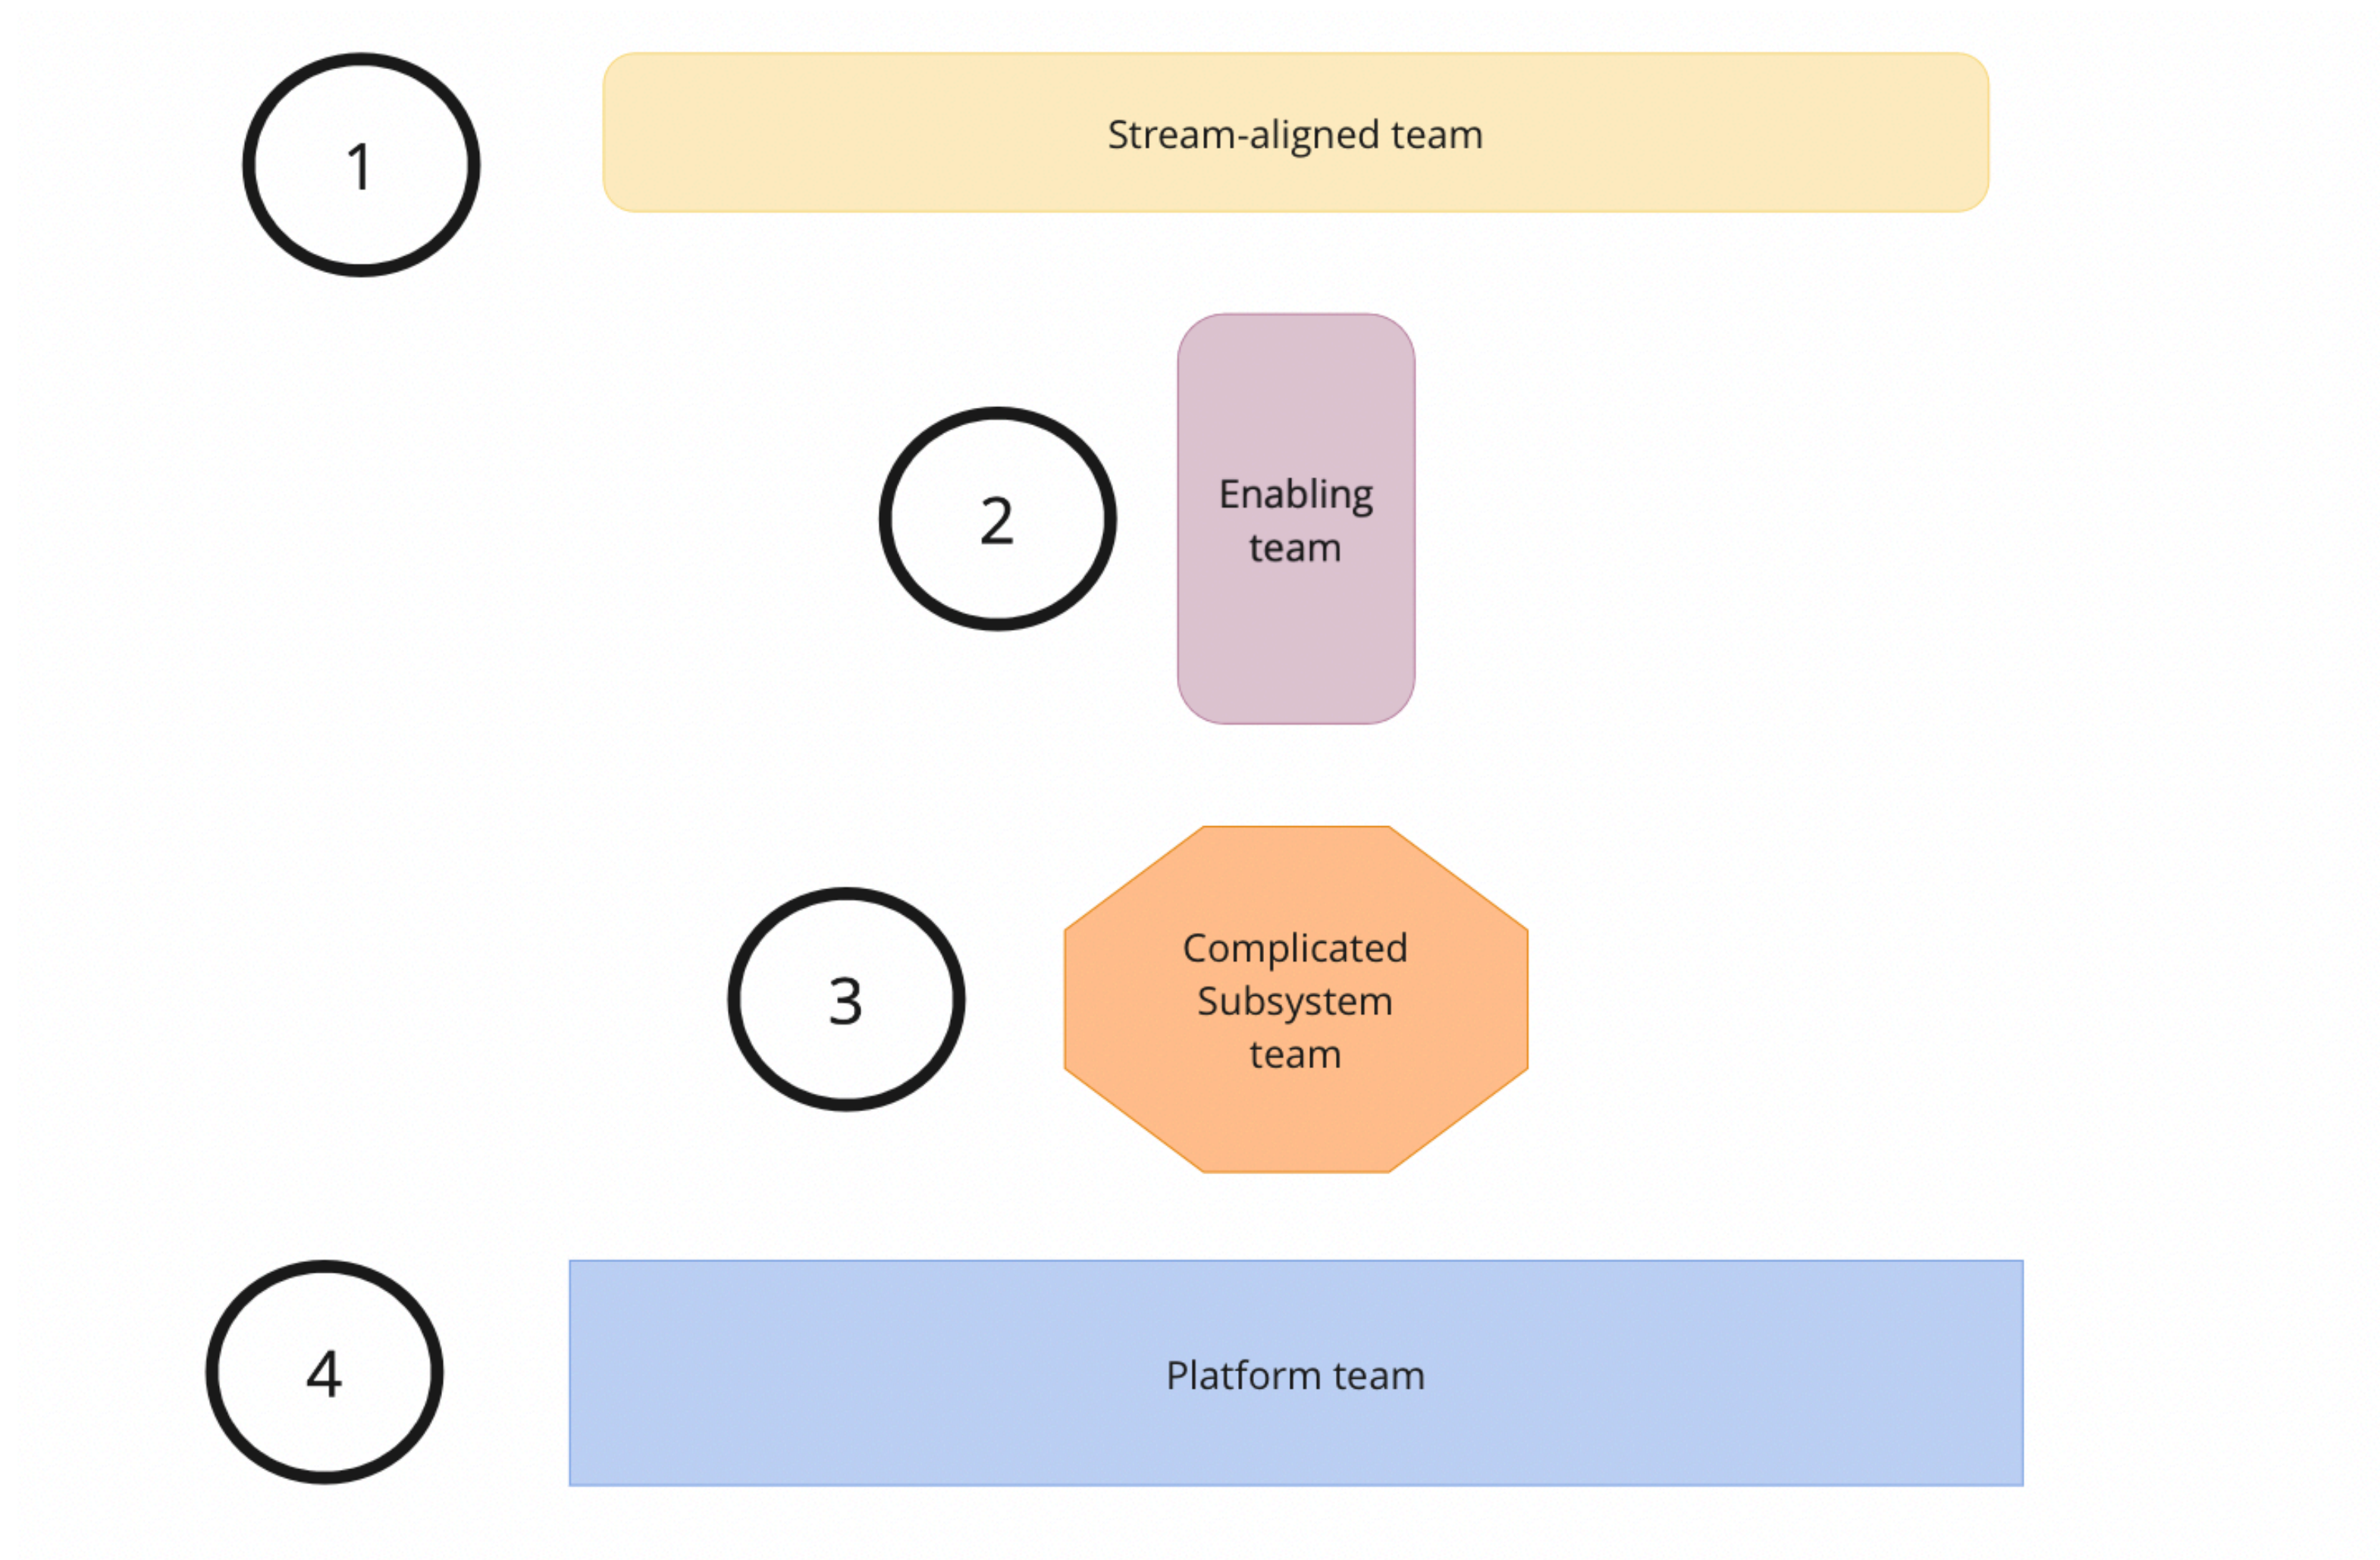 1
Stream-aligned team
2
Enabling
team
3
Complicated
Subsystem
team
4
Platform team